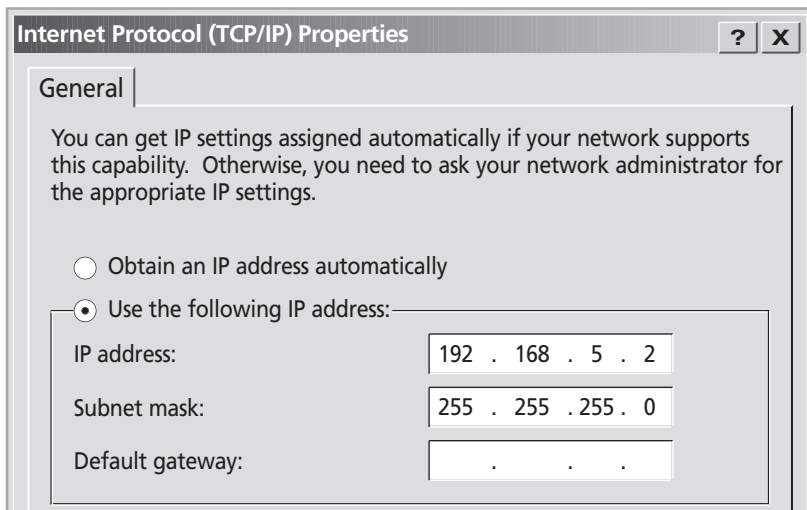 Internet Protocol (TCP/IP) Properties
? X
General
You can get IP settings assigned automatically if your network supports
this capability. Otherwise, you need to ask your network administrator for
the appropriate IP settings.
Obtain an IP address automatically
Use the following IP address:
IP address: 192 . 168 . 5 . 2
Subnet mask: 255 . 255 . 255 . 0
Default gateway: . . .